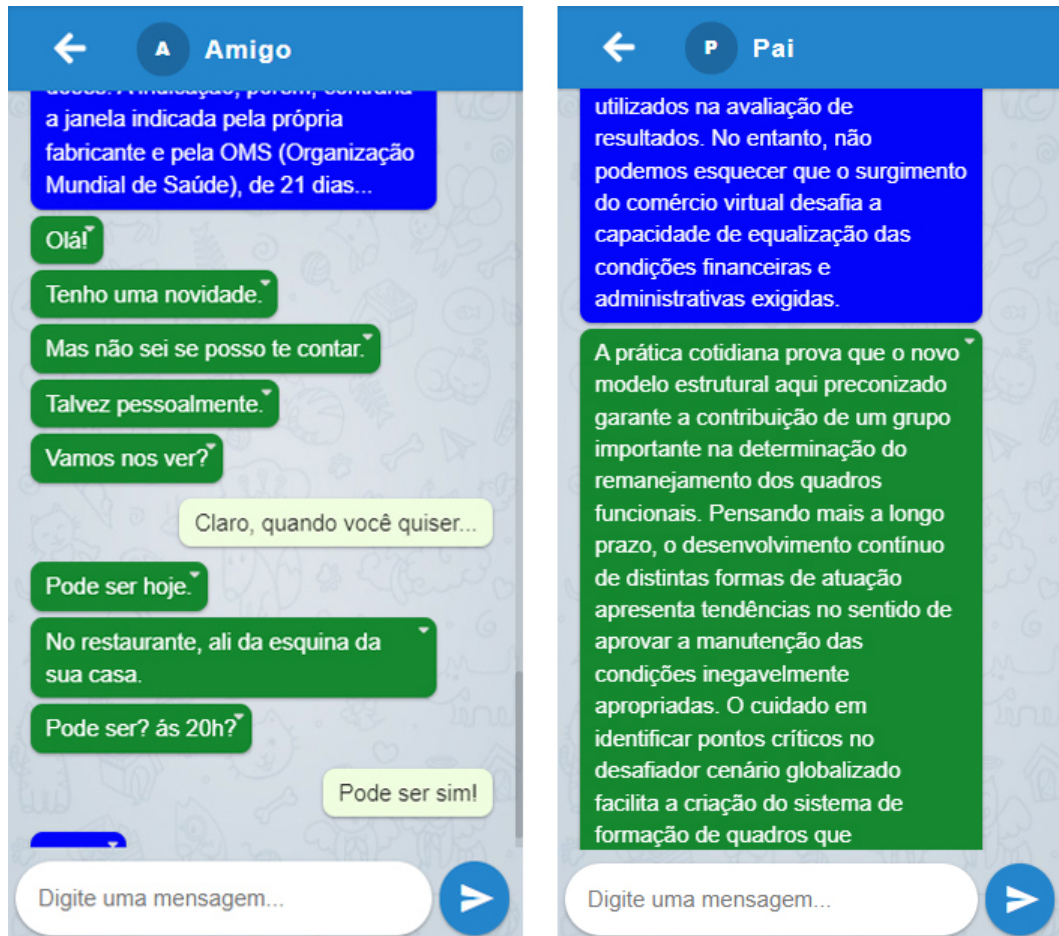 A Amigo
doses. A indicação, porém, contraria
a janela indicada pela própria
fabricante e pela OMS (Organização
Mundial de Saúde), de 21 dias...
Olá!
Tenho uma novidade.
Mas não sei se posso te contar.
Talvez pessoalmente.
Vamos nos ver?
Claro, quando você quiser...
Pode ser hoje.
No restaurante, ali da esquina da
sua casa.
Pode ser? ás 20h?
Pode ser sim!
Digite uma mensagem...
P Pai
utilizados na avaliação de
resultados. No entanto, não
podemos esquecer que o surgimento
do comércio virtual desafia a
capacidade de equalização das
condições financeiras e
administrativas exigidas.
A prática cotidiana prova que o novo
modelo estrutural aqui preconizado
garante a contribuição de um grupo
importante na determinação do
remanejamento dos quadros
funcionais. Pensando mais a longo
prazo, o desenvolvimento contínuo
de distintas formas de atuação
apresenta tendências no sentido de
aprovar a manutenção das
condições inegavelmente
apropriadas. O cuidado em
identificar pontos críticos no
desafiador cenário globalizado
facilita a criação do sistema de
formação de quadros que
Digite uma mensagem...